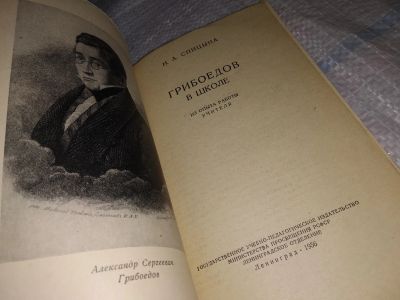 Александр Сергеевич
Грибоедов
Н. А. СПИЦЫНА
ГРИБОЕДОВ
В ШКОЛЕ
ИЗ ОПЫТА РАБОТЫ
УЧИТЕЛЯ
ГОСУДАРСТВЕННОЕ УЧЕБНО-ПЕДАГОГИЧЕСКОЕ ИЗДАТЕЛЬСТВО
МИНИСТЕРСТВА ПРОСВЕЩЕНИЯ РСФСР
ЛЕНИНГРАДСКОЕ ОТДЕЛЕНИЕ
Ленинград · 1956